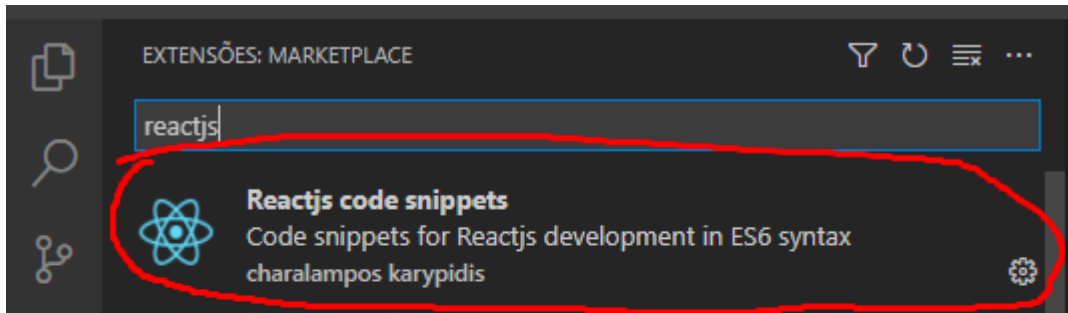 EXTENSÕES: MARKETPLACE
reactjs
Reactjs code snippets
Code snippets for Reactjs development in ES6 syntax
charalampos karypidis